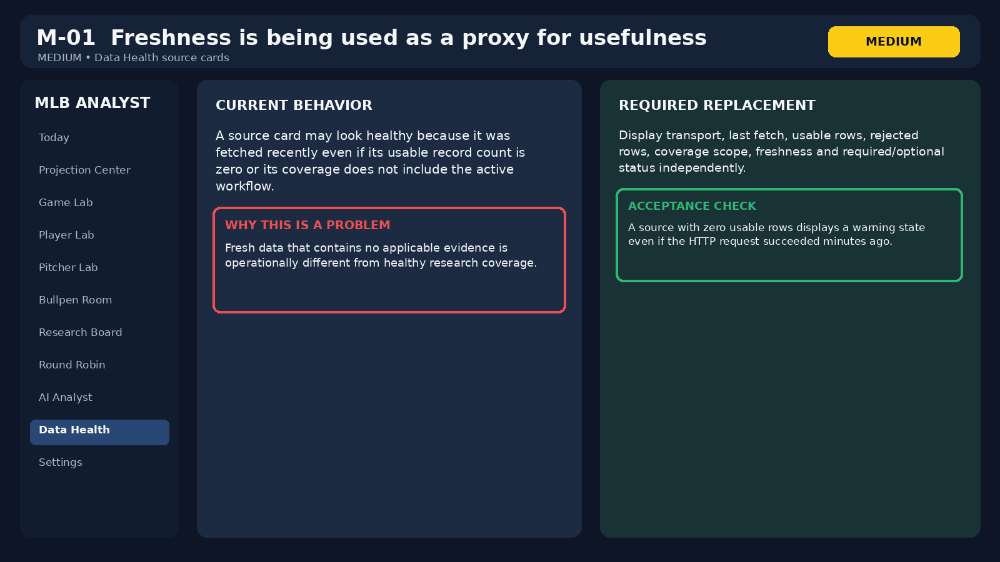 M-01  Freshness is being used as a proxy for usefulness
MEDIUM • Data Health source cards
MEDIUM
MLB ANALYST
Today
Projection Center
Game Lab
Player Lab
Pitcher Lab
Bullpen Room
Research Board
Round Robin
AI Analyst
Data Health
Settings
CURRENT BEHAVIOR
A source card may look healthy because it was
fetched recently even if its usable record count is
zero or its coverage does not include the active
workflow.
WHY THIS IS A PROBLEM
Fresh data that contains no applicable evidence is
operationally different from healthy research coverage.
REQUIRED REPLACEMENT
Display transport, last fetch, usable rows, rejected
rows, coverage scope, freshness and required/optional
status independently.
ACCEPTANCE CHECK
A source with zero usable rows displays a warning state
even if the HTTP request succeeded minutes ago.